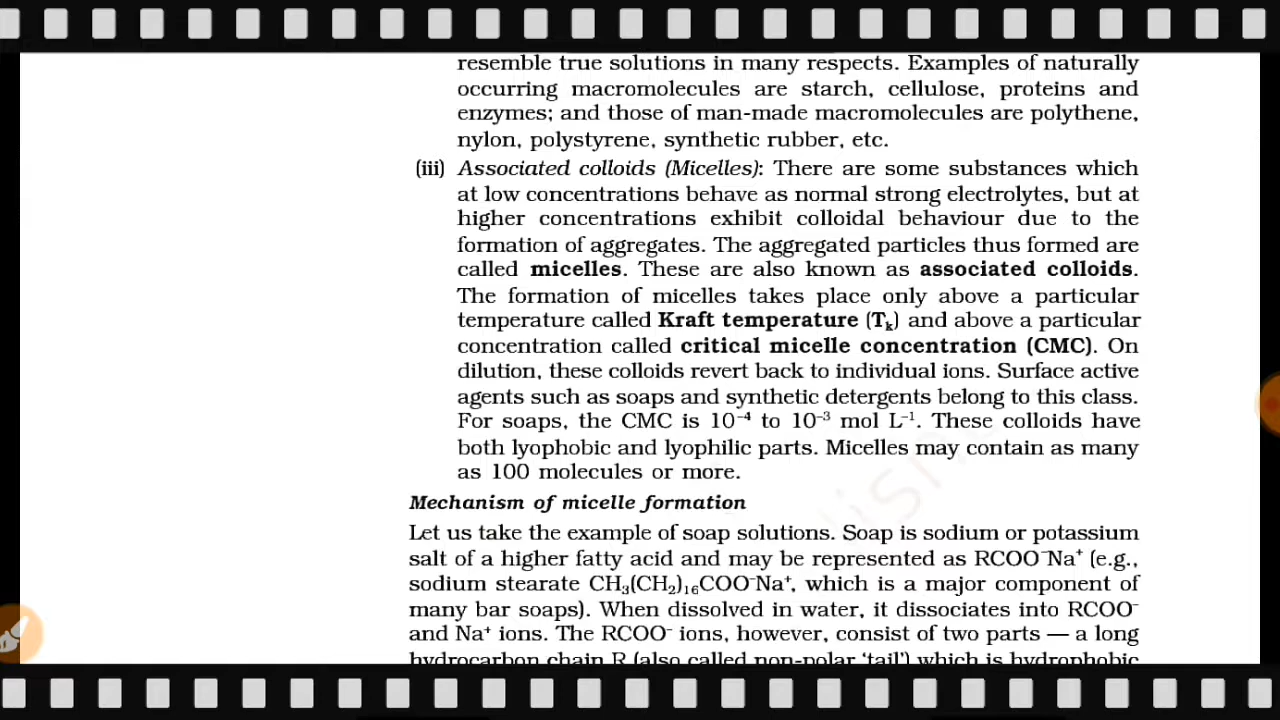 resemble true solutions in many respects. Examples of naturally
occurring macromolecules are starch, cellulose, proteins and
enzymes; and those of man-made macromolecules are polythene,
nylon, polystyrene, synthetic rubber, etc.
(iii) Associated colloids (Micelles): There are some substances which
at low concentrations behave as normal strong electrolytes, but at
higher concentrations exhibit colloidal behaviour due to the
formation of aggregates. The aggregated particles thus formed are
called micelles. These are also known as associated colloids.
The formation of micelles takes place only above a particular
temperature called Kraft temperature (Tₖ) and above a particular
concentration called critical micelle concentration (CMC). On
dilution, these colloids revert back to individual ions. Surface active
agents such as soaps and synthetic detergents belong to this class.
For soaps, the CMC is 10⁻⁴ to 10⁻³ mol L⁻¹. These colloids have
both lyophobic and lyophilic parts. Micelles may contain as many
as 100 molecules or more.
Mechanism of micelle formation
Let us take the example of soap solutions. Soap is sodium or potassium
salt of a higher fatty acid and may be represented as RCOO⁻Na⁺ (e.g.,
sodium stearate CH₃(CH₂)₁₆COO⁻Na⁺, which is a major component of
many bar soaps). When dissolved in water, it dissociates into RCOO⁻
and Na⁺ ions. The RCOO⁻ ions, however, consist of two parts — a long
hydrocarbon chain R (also called non-polar 'tail') which is hydrophobic